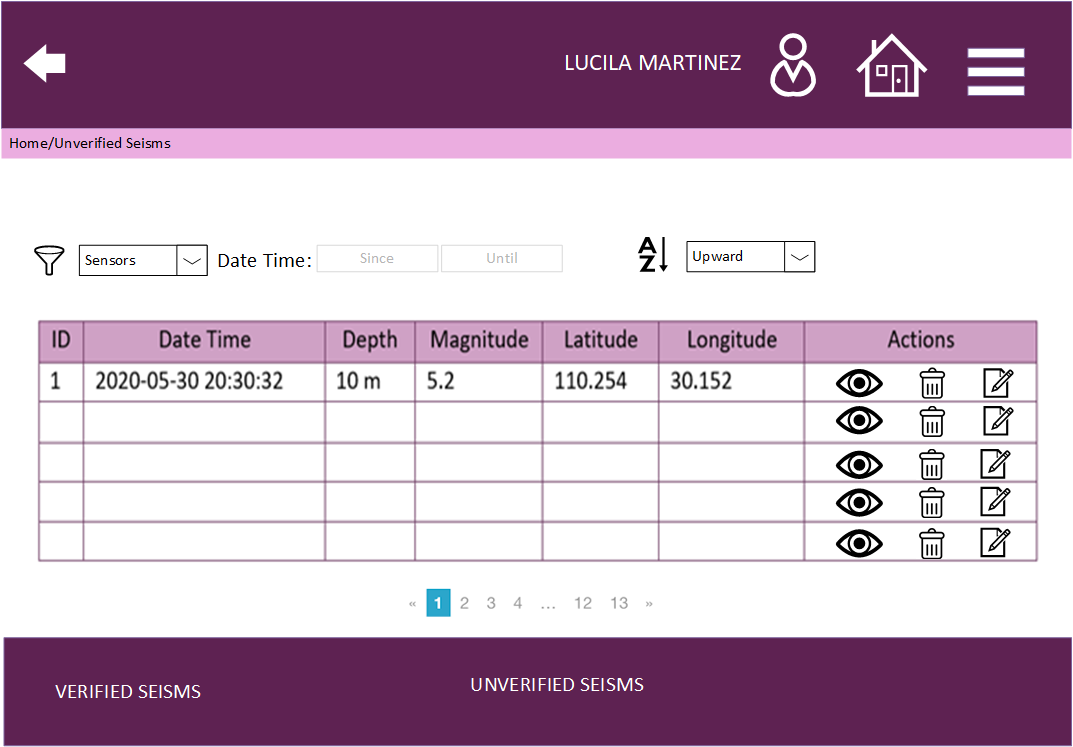 LUCILA MARTINEZ
Home/Unverified Seisms
Sensors Date Time: Since Until A Z Upward
ID Date Time Depth Magnitude Latitude Longitude Actions
1 2020-05-30 20:30:32 10 m 5.2 110.254 30.152
« 1 2 3 4 ... 12 13 »
VERIFIED SEISMS UNVERIFIED SEISMS